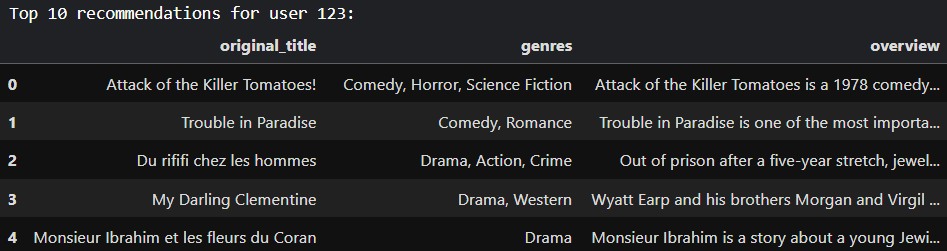 Top 10 recommendations for user 123:
original_title genres overview
0 Attack of the Killer Tomatoes! Comedy, Horror, Science Fiction Attack of the Killer Tomatoes is a 1978 comedy...
1 Trouble in Paradise Comedy, Romance Trouble in Paradise is one of the most importa...
2 Du rififi chez les hommes Drama, Action, Crime Out of prison after a five-year stretch, jewel...
3 My Darling Clementine Drama, Western Wyatt Earp and his brothers Morgan and Virgil ...
4 Monsieur Ibrahim et les fleurs du Coran Drama Monsieur Ibrahim is a story about a young Jewi...